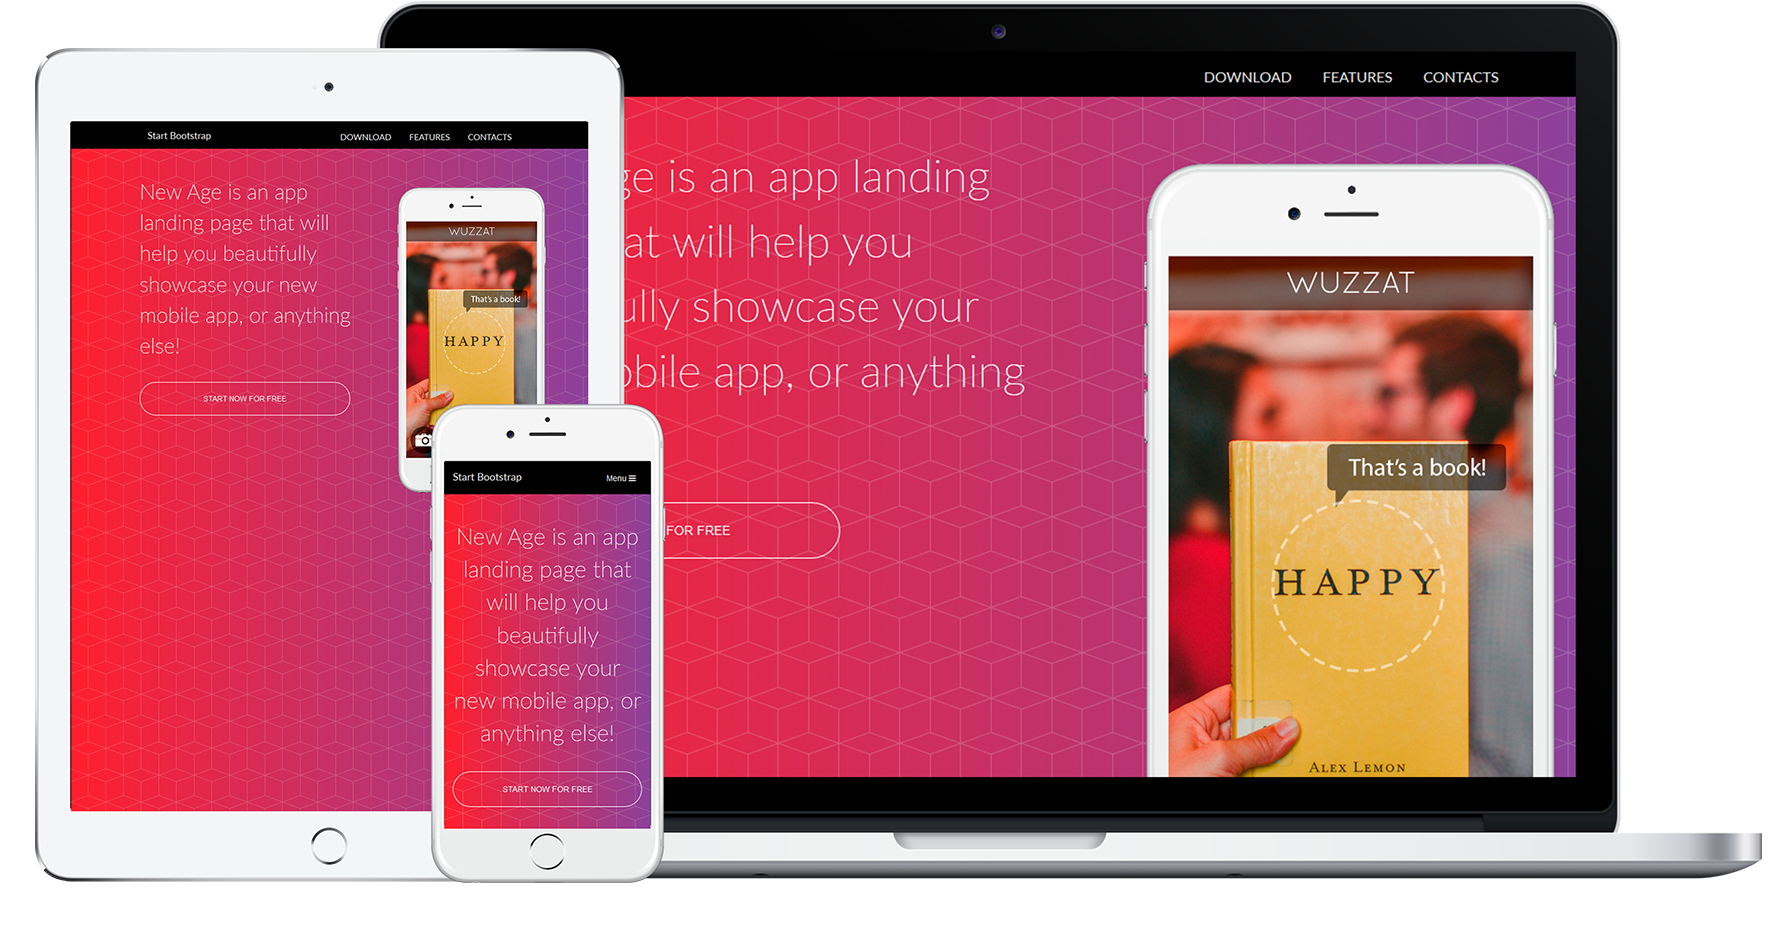 Start Bootstrap
DOWNLOAD FEATURES CONTACTS
New Age is an app
landing page that will
help you beautifully
showcase your new
mobile app, or anything
else!
START NOW FOR FREE
WUZZAT
That's a book!
HAPPY
Start Bootstrap
Menu
New Age is an app
landing page that
will help you
beautifully
showcase your
new mobile app, or
anything else!
START NOW FOR FREE
DOWNLOAD FEATURES CONTACTS
ge is an app landing
at will help you
ully showcase your
obile app, or anything
FOR FREE
WUZZAT
That's a book!
HAPPY
ALEX LEMON